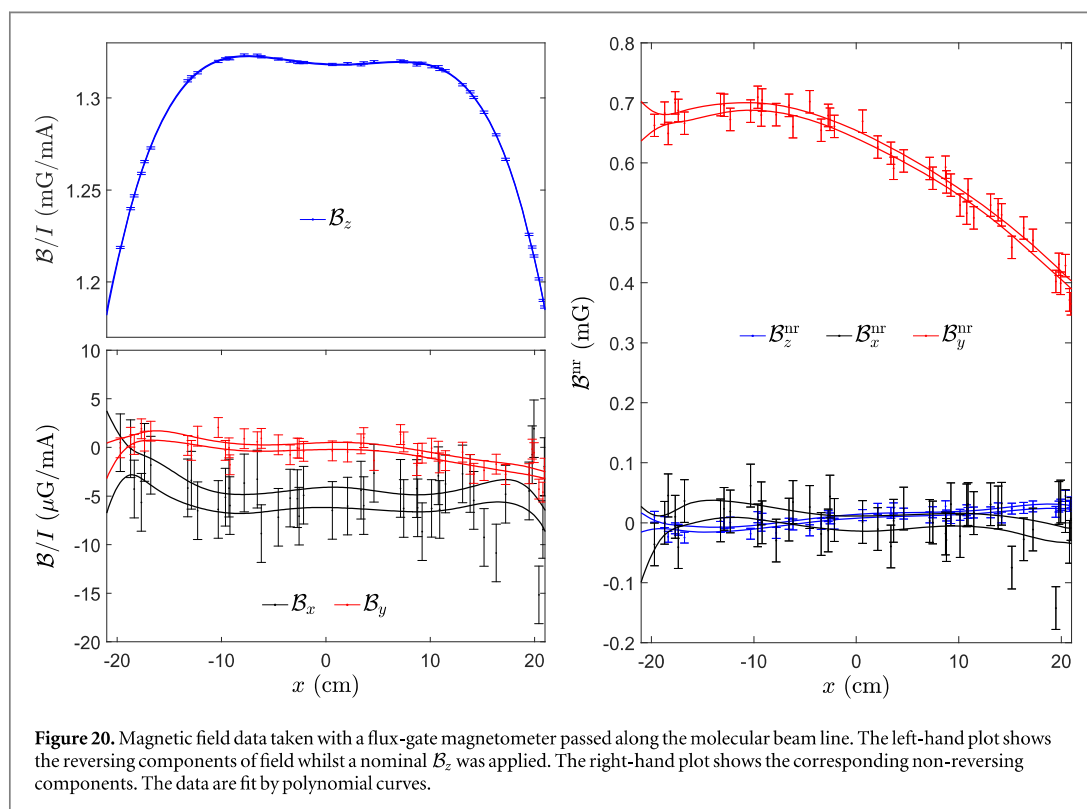 1.3
1.25
1.2
B/I (mG/mA)
B_z
10
5
0
-5
-10
-15
-20
B/I (μG/mA)
B_x B_y
-20 -10 0 10 20
x (cm)
0.8
0.7
0.6
0.5
0.4
0.3
0.2
0.1
0
-0.1
-0.2
B^nr (mG)
B_z^nr B_x^nr B_y^nr
-20 -10 0 10 20
x (cm)
Figure 20. Magnetic field data taken with a flux-gate magnetometer passed along the molecular beam line. The left-hand plot shows
the reversing components of field whilst a nominal B_z was applied. The right-hand plot shows the corresponding non-reversing
components. The data are fit by polynomial curves.